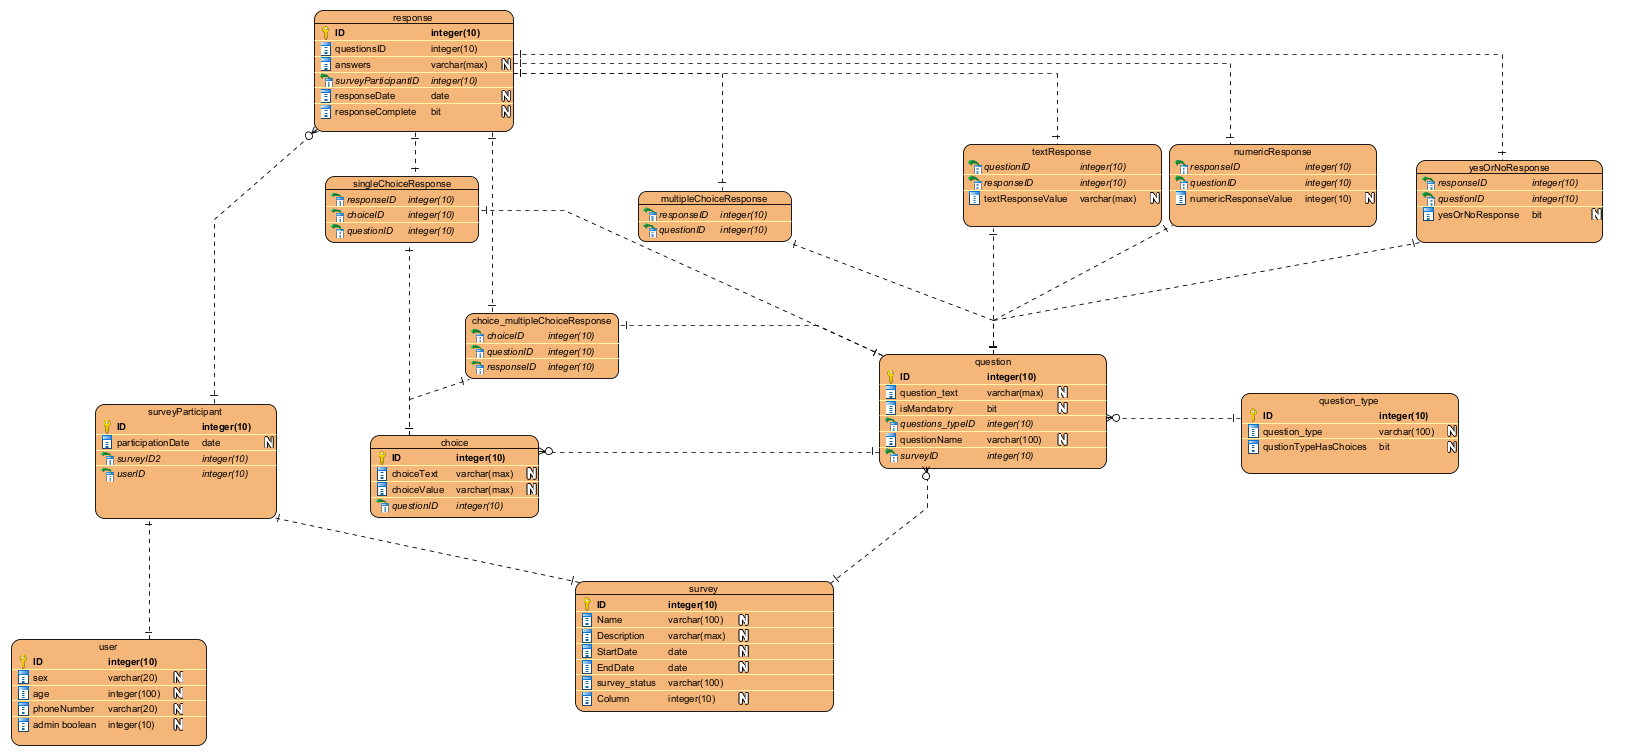 response
ID integer(10)
questionsID integer(10)
answers varchar(max) N
surveyParticipantID integer(10)
responseDate date N
responseComplete bit N
textResponse
questionID integer(10)
responseID integer(10)
textResponseValue varchar(max) N
numericResponse
responseID integer(10)
questionID integer(10)
numericResponseValue integer(10) N
yesOrNoResponse
responseID integer(10)
questionID integer(10)
yesOrNoResponse bit N
singleChoiceResponse
responseID integer(10)
choiceID integer(10)
questionID integer(10)
multipleChoiceResponse
responseID integer(10)
questionID integer(10)
choice_multipleChoiceResponse
choiceID integer(10)
questionID integer(10)
responseID integer(10)
question
ID integer(10)
question_text varchar(max) N
isMandatory bit N
questions_typeID integer(10)
questionName varchar(100) N
surveyID integer(10)
question_type
ID integer(10)
question_type varchar(100) N
qustionTypeHasChoices bit N
surveyParticipant
ID integer(10)
participationDate date N
surveyID2 integer(10)
userID integer(10)
choice
ID integer(10)
choiceText varchar(max) N
choiceValue varchar(max) N
questionID integer(10)
survey
ID integer(10)
Name varchar(100) N
Description varchar(max) N
StartDate date N
EndDate date N
survey_status varchar(100)
Column integer(10) N
user
ID integer(10)
sex varchar(20) N
age integer(100) N
phoneNumber varchar(20) N
admin boolean integer(10) N